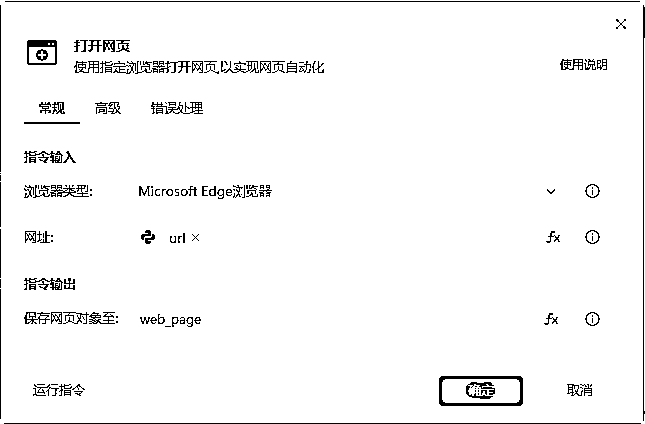 打开网页
使用指定浏览器打开网页,以实现网页自动化
使用说明
常规 高级 错误处理
指令输入
浏览器类型: Microsoft Edge浏览器
网址: url × fx
指令输出
保存网页对象至: web_page fx
运行指令 确定 取消